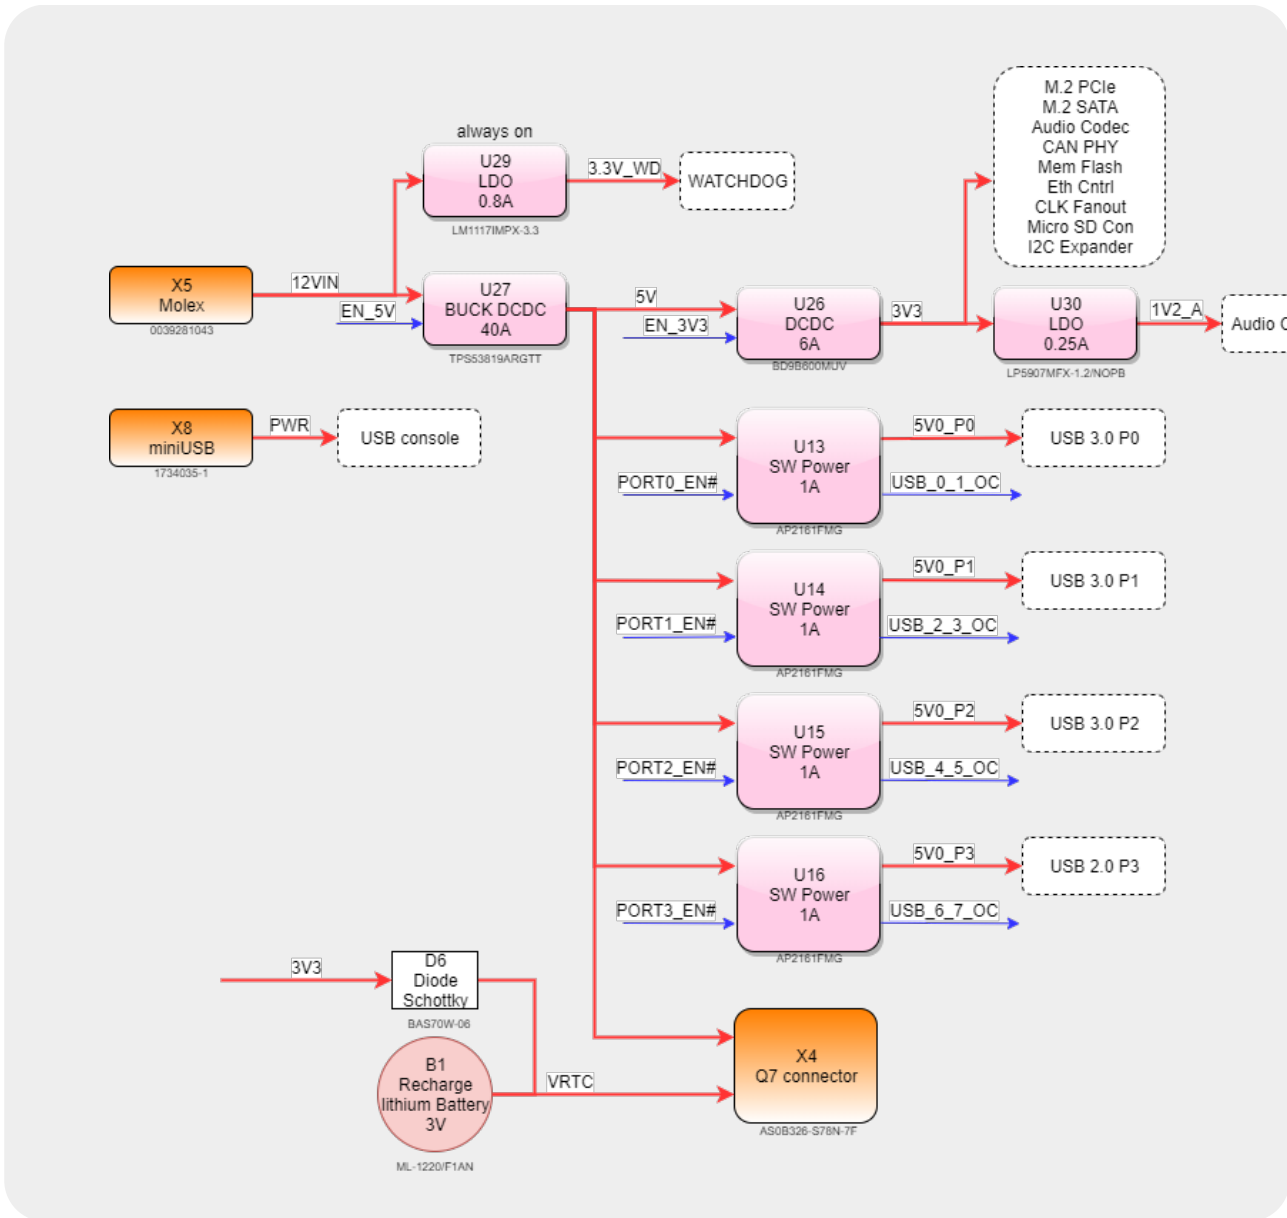 M.2 PCIe
M.2 SATA
Audio Codec
CAN PHY
Mem Flash
Eth Cntrl
CLK Fanout
Micro SD Con
I2C Expander
always on
U29
LDO
0.8A
LM1117IMPX-3.3
3.3V_WD
WATCHDOG
X5
Molex
0039281043
12VIN
EN_5V
U27
BUCK DCDC
40A
TPS53819ARGTT
5V
EN_3V3
U26
DCDC
6A
BD9B600MUV
3V3
U30
LDO
0.25A
LP5907MFX-1.2/NOPB
1V2_A
Audio C
X8
miniUSB
1734035-1
PWR
USB console
PORT0_EN#
U13
SW Power
1A
AP2161FMG
5V0_P0
USB_0_1_OC
USB 3.0 P0
PORT1_EN#
U14
SW Power
1A
AP2161FMG
5V0_P1
USB_2_3_OC
USB 3.0 P1
PORT2_EN#
U15
SW Power
1A
AP2161FMG
5V0_P2
USB_4_5_OC
USB 3.0 P2
PORT3_EN#
U16
SW Power
1A
AP2161FMG
5V0_P3
USB_6_7_OC
USB 2.0 P3
3V3
D6
Diode
Schottky
BAS70W-06
B1
Recharge
lithium Battery
3V
ML-1220/F1AN
VRTC
X4
Q7 connector
AS0B326-S78N-7F